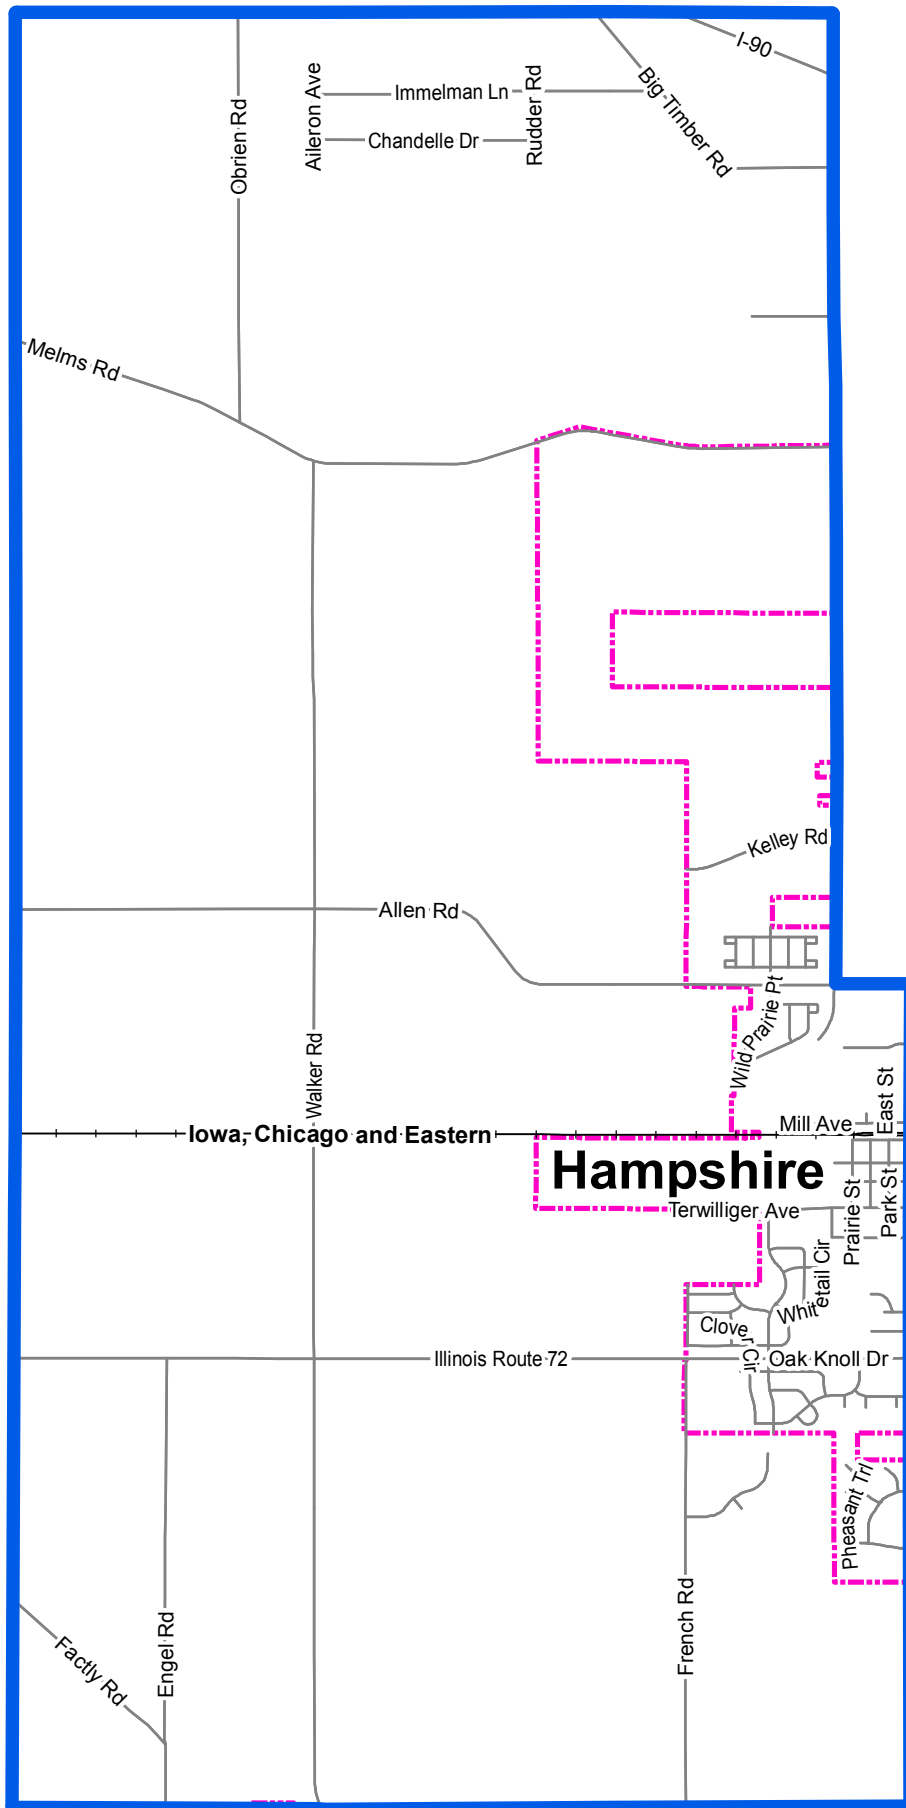 I-90
Big Timber Rd
Immelman Ln
Rudder Rd
Aileron Ave
Obrien Rd
Chandelle Dr
Melms Rd
Kelley Rd
Allen Rd
Wild Prairie Pt
Walker Rd
East St
Mill Ave
Iowa, Chicago and Eastern
Hampshire
Terwilliger Ave
Prairie St
Park St
Whitetail Cir
Clover Cir
Illinois Route 72
Oak Knoll Dr
Pheasant Trl
French Rd
Engel Rd
Factly Rd